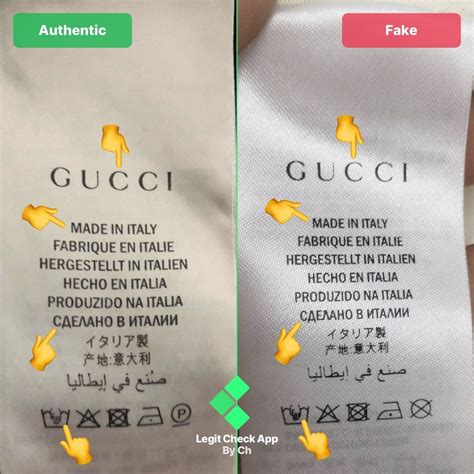 Authentic
GUCCI
MADE IN ITALY
FABRIQUE EN ITALIE
HERGESTELLT IN ITALIEN
HECHO EN ITALIA
PRODUZIDO NA ITALIA
СДЕЛАНО В ИТАЛИИ
イタリア製
产地:意大利
صُنع في إيطاليا
Fake
GUCCI
MADE IN ITALY
FABRIQUE EN ITALIE
HERGESTELLT IN ITALIEN
HECHO EN ITALIA
PRODUZIDO NA ITALIA
СДЕЛАНО В ИТАЛИИ
イタリア製
产地:意大利
صنع في إيطاليا
Legit Check App
By Ch